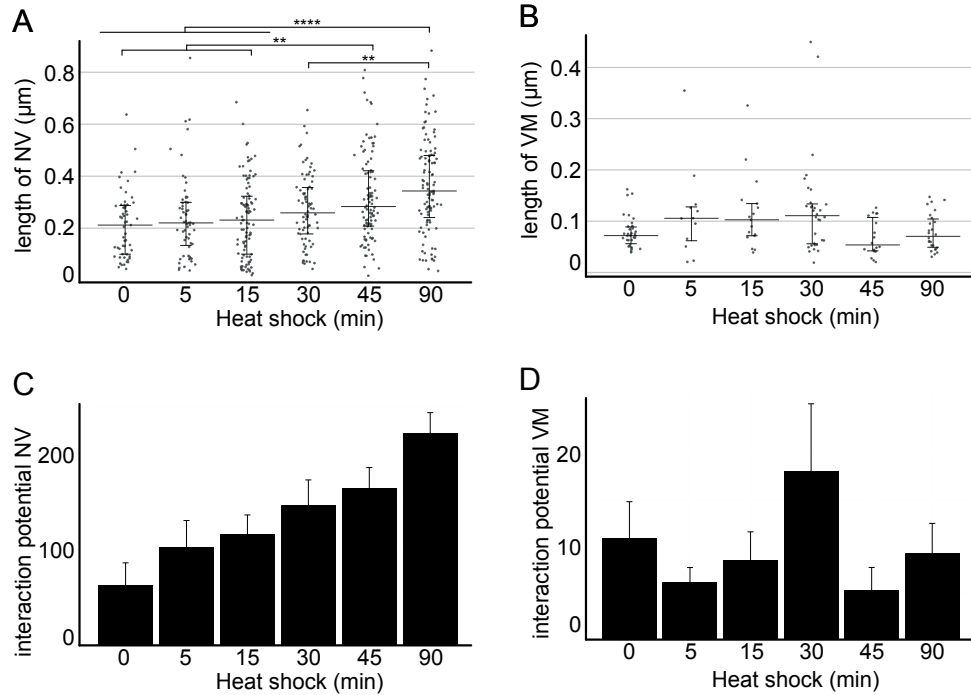 A
****
**
**
length of NV (µm)
0.8
0.6
0.4
0.2
0
0 5 15 30 45 90
Heat shock (min)
B
length of VM (µm)
0.4
0.3
0.2
0.1
0
0 5 15 30 45 90
Heat shock (min)
C
interaction potential NV
200
100
0
0 5 15 30 45 90
Heat shock (min)
D
interaction potential VM
20
10
0
0 5 15 30 45 90
Heat shock (min)